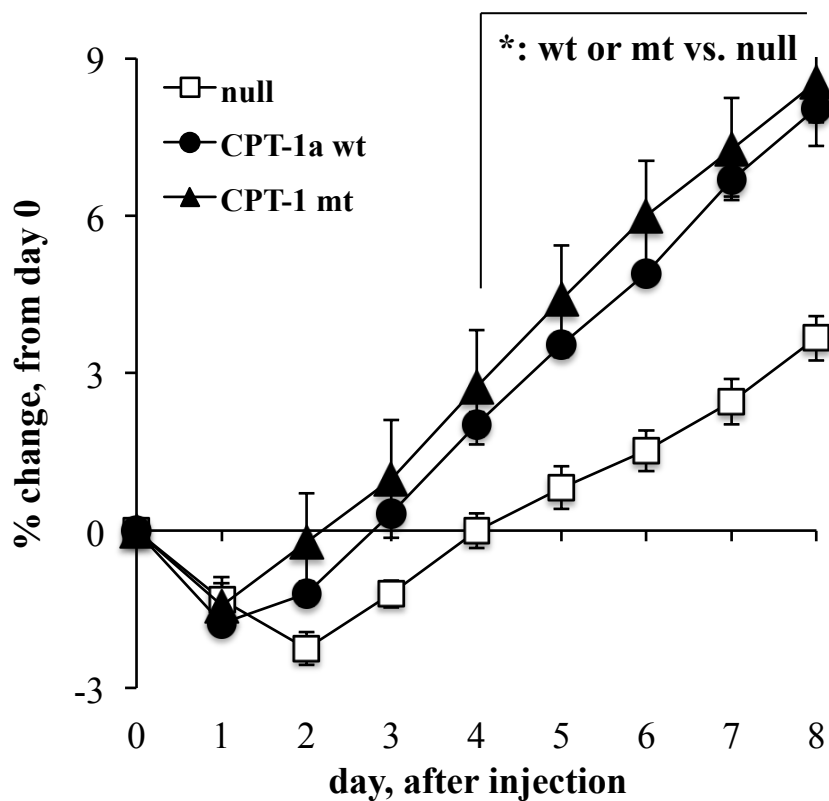 *: wt or mt vs. null
9
null
CPT-1a wt
CPT-1 mt
6
3
0
-3
% change, from day 0
0 1 2 3 4 5 6 7 8
day, after injection